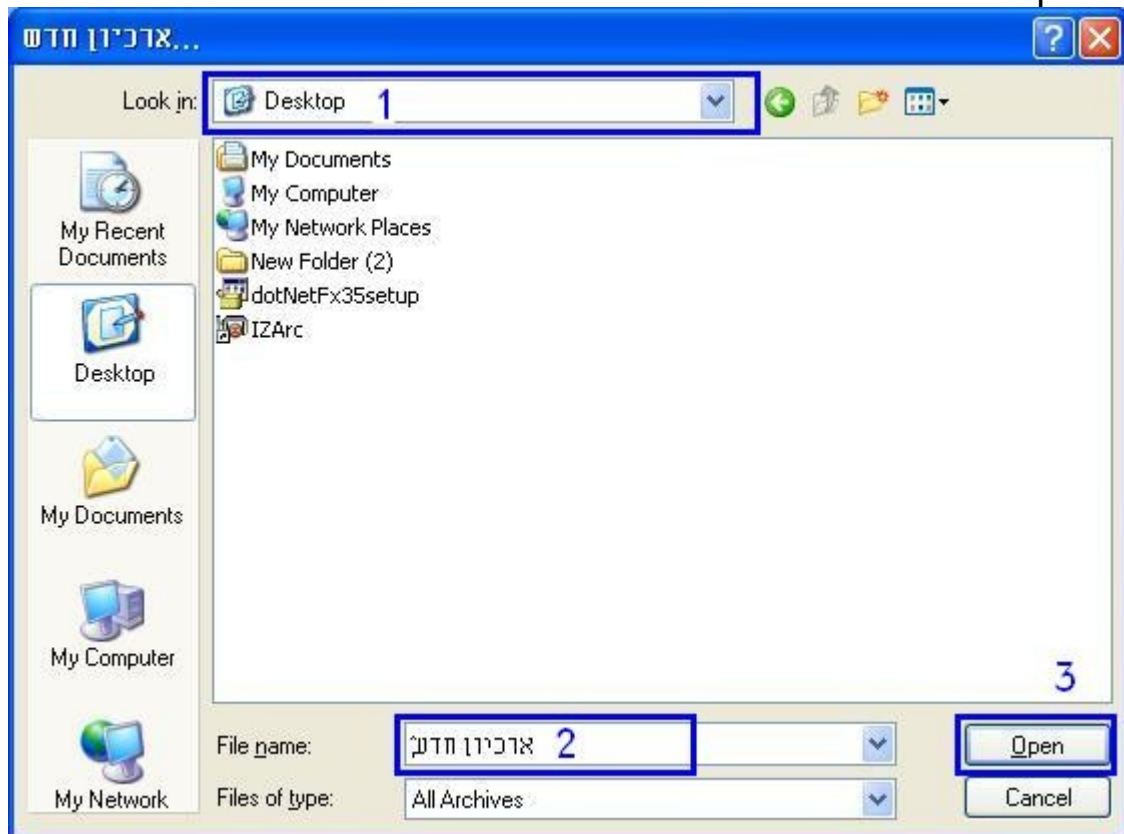 ארכיון חדש...
Look in:
Desktop
1
My Documents
My Computer
My Network Places
New Folder (2)
dotNetFx35setup
IZArc
My Recent
Documents
Desktop
My Documents
My Computer
My Network
3
File name:
ארכיון חדש
2
Open
Files of type:
All Archives
Cancel